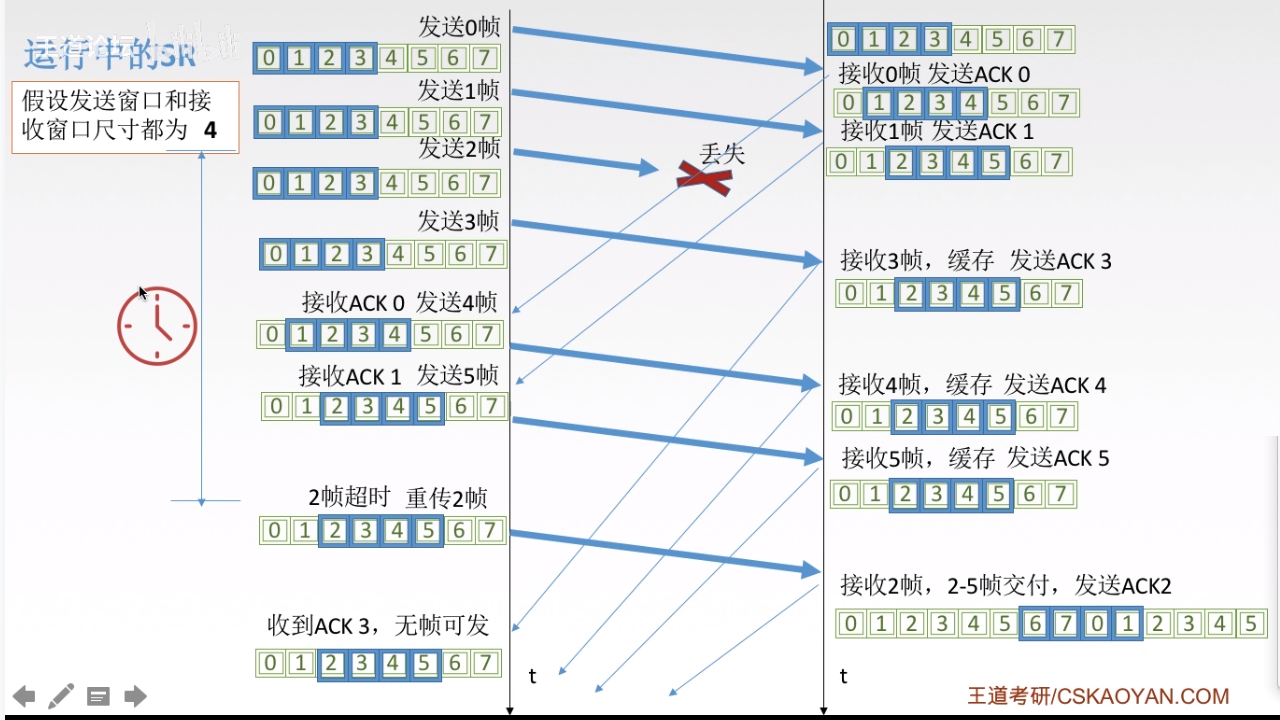 运行中的SR
王道论坛
假设发送窗口和接
收窗口尺寸都为 4
发送0帧
0 1 2 3 4 5 6 7
发送1帧
0 1 2 3 4 5 6 7
发送2帧
0 1 2 3 4 5 6 7
发送3帧
0 1 2 3 4 5 6 7
接收ACK 0 发送4帧
0 1 2 3 4 5 6 7
接收ACK 1 发送5帧
0 1 2 3 4 5 6 7
2帧超时 重传2帧
0 1 2 3 4 5 6 7
收到ACK 3，无帧可发
0 1 2 3 4 5 6 7
丢失
t
0 1 2 3 4 5 6 7
接收0帧 发送ACK 0
0 1 2 3 4 5 6 7
接收1帧 发送ACK 1
0 1 2 3 4 5 6 7
接收3帧，缓存 发送ACK 3
0 1 2 3 4 5 6 7
接收4帧，缓存 发送ACK 4
0 1 2 3 4 5 6 7
接收5帧，缓存 发送ACK 5
0 1 2 3 4 5 6 7
接收2帧，2-5帧交付，发送ACK2
0 1 2 3 4 5 6 7 0 1 2 3 4 5
t
王道考研/CSKAOYAN.COM